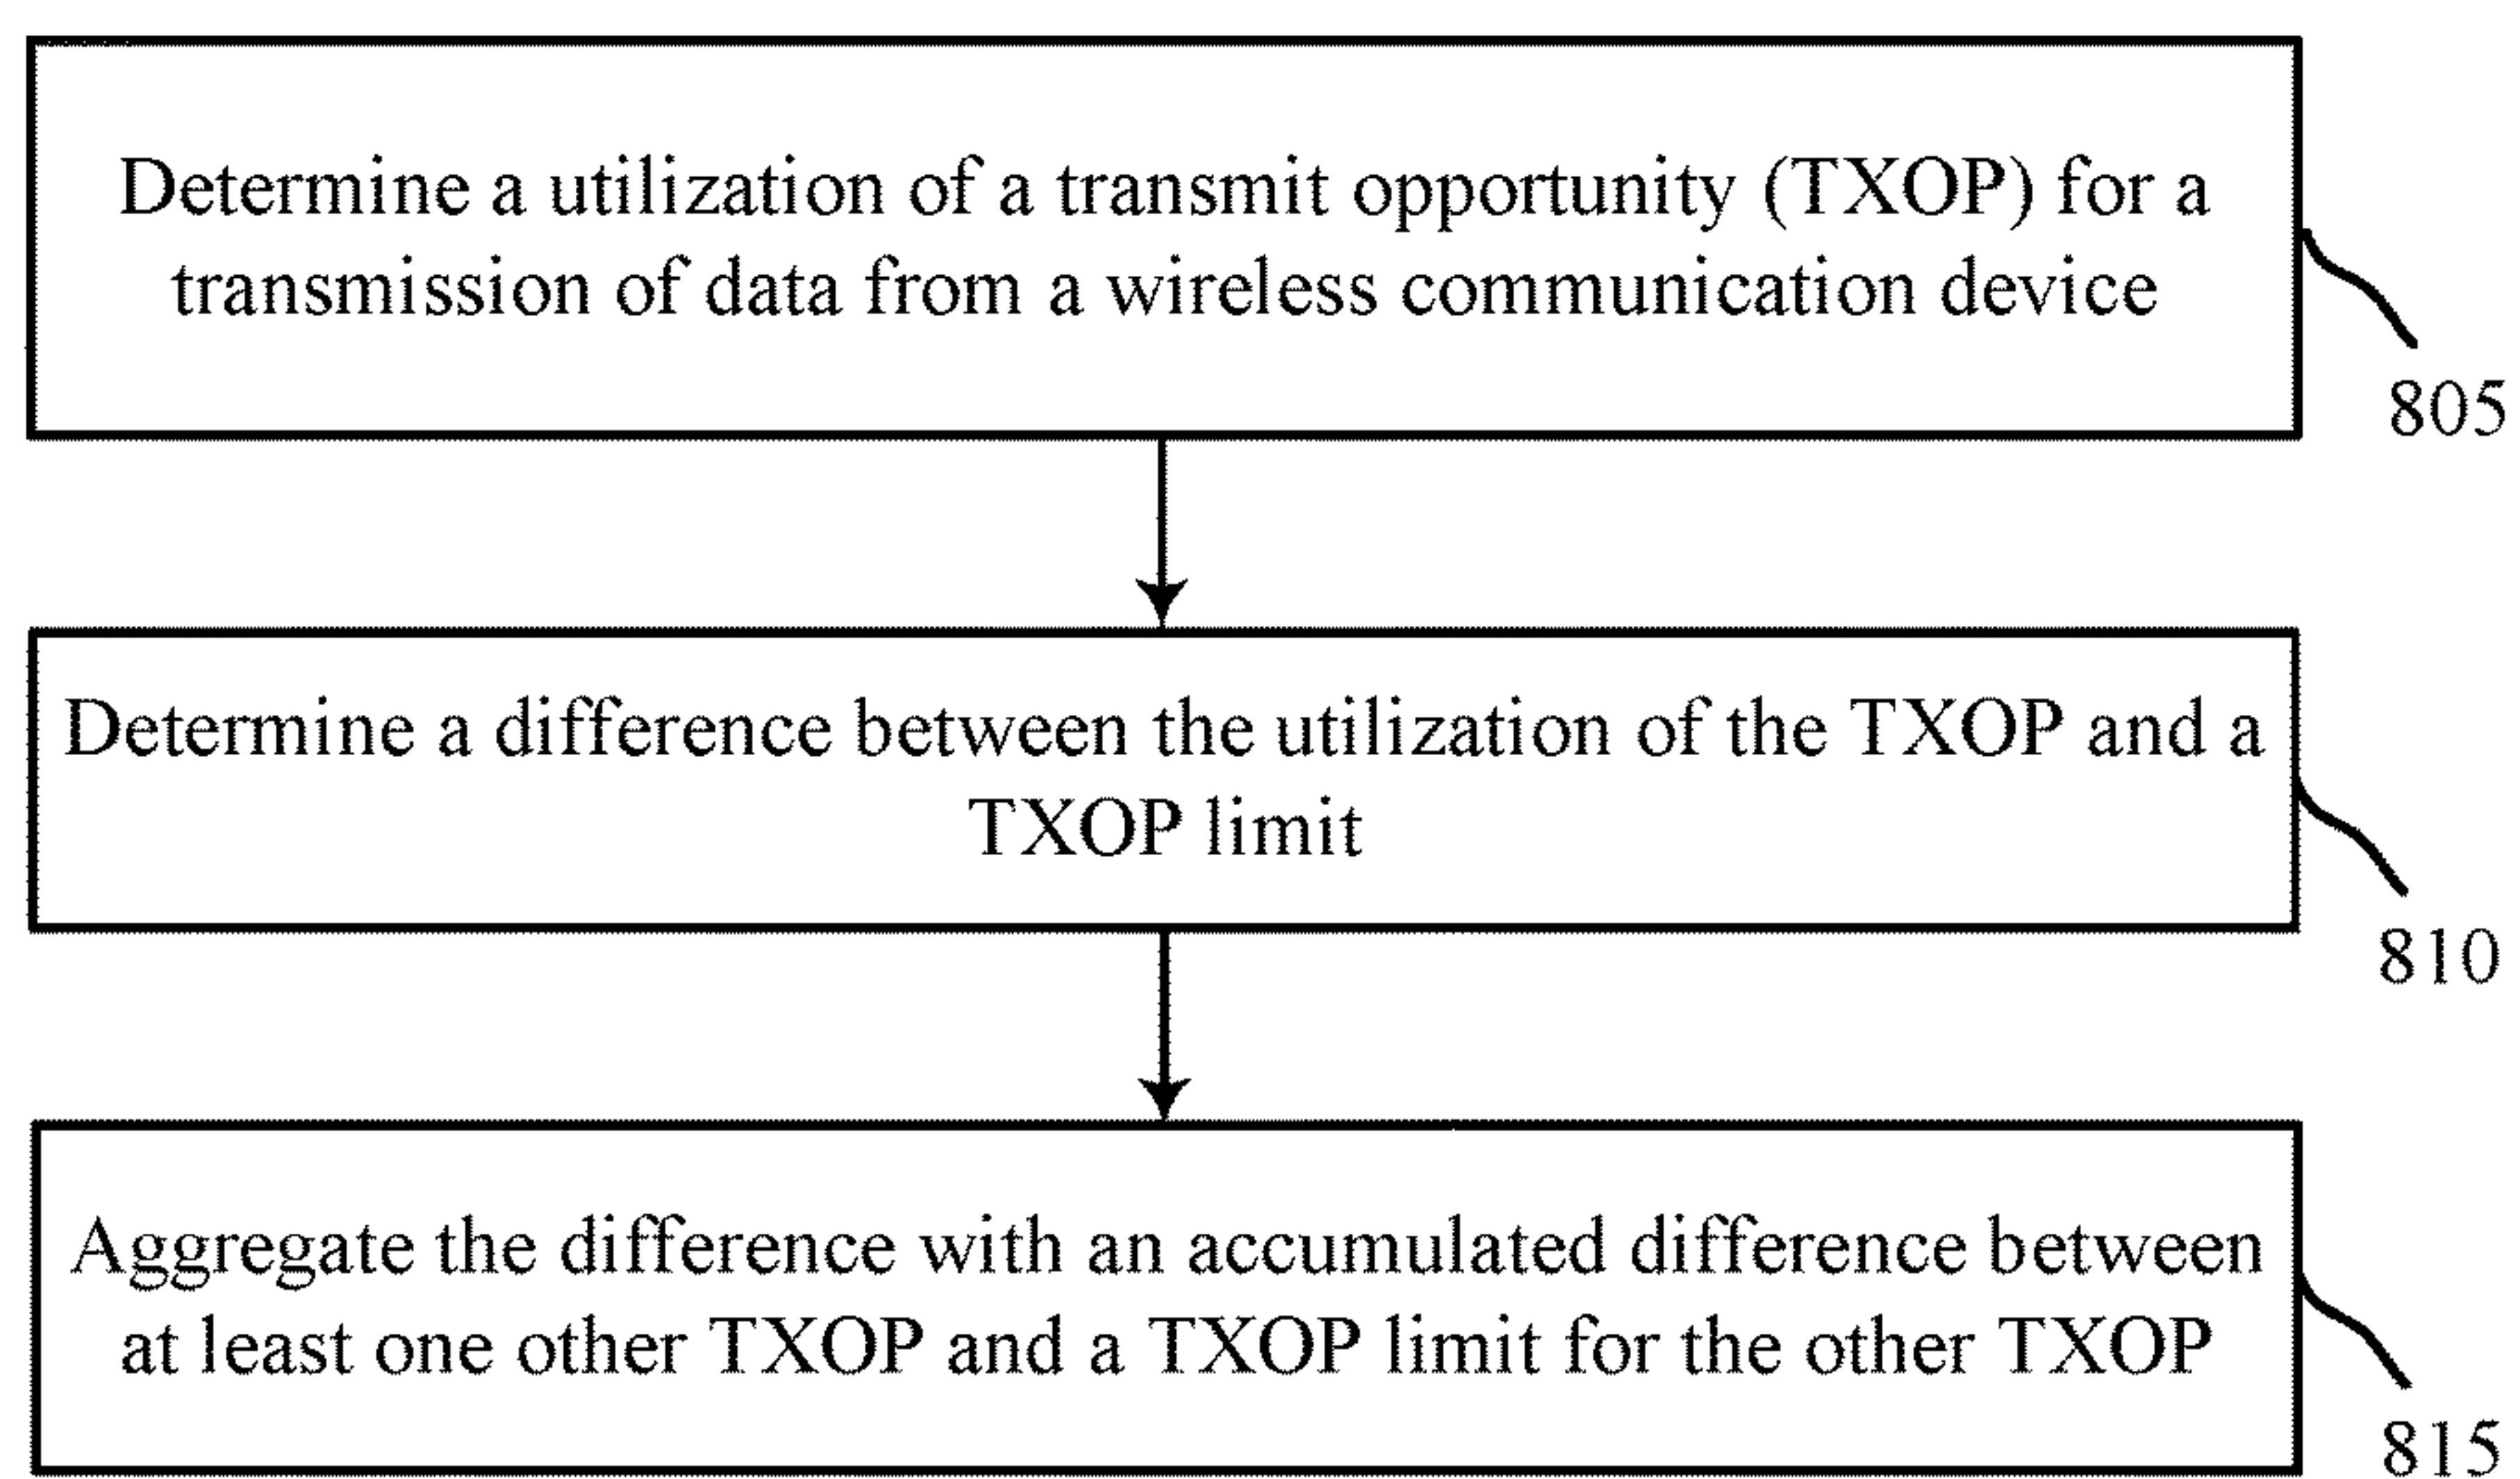 Determine a utilization of a transmit opportunity (TXOP) for a
transmission of data from a wireless communication device
805
Determine a difference between the utilization of the TXOP and a
TXOP limit
810
Aggregate the difference with an accumulated difference between
at least one other TXOP and a TXOP limit for the other TXOP
815